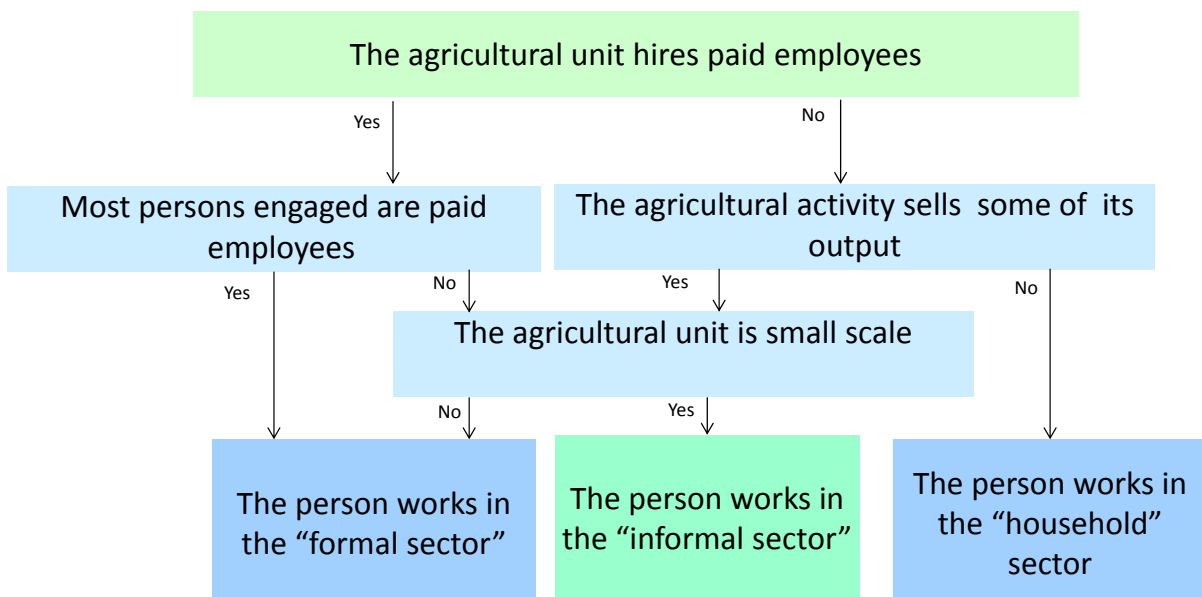 The agricultural unit hires paid employees
Yes
No
Most persons engaged are paid
employees
The agricultural activity sells some of its
output
Yes
No
Yes
No
The agricultural unit is small scale
No
Yes
The person works in
the “formal sector”
The person works in
the “informal sector”
The person works in
the “household”
sector